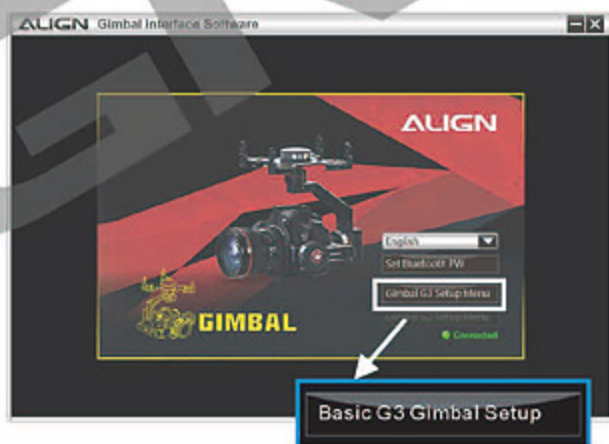 ALIGN Gimbal Interface Software
ALIGN
English
Set Bluetooth PW
Gimbal G3 Setup Menu
Connected
GIMBAL
Basic G3 Gimbal Setup